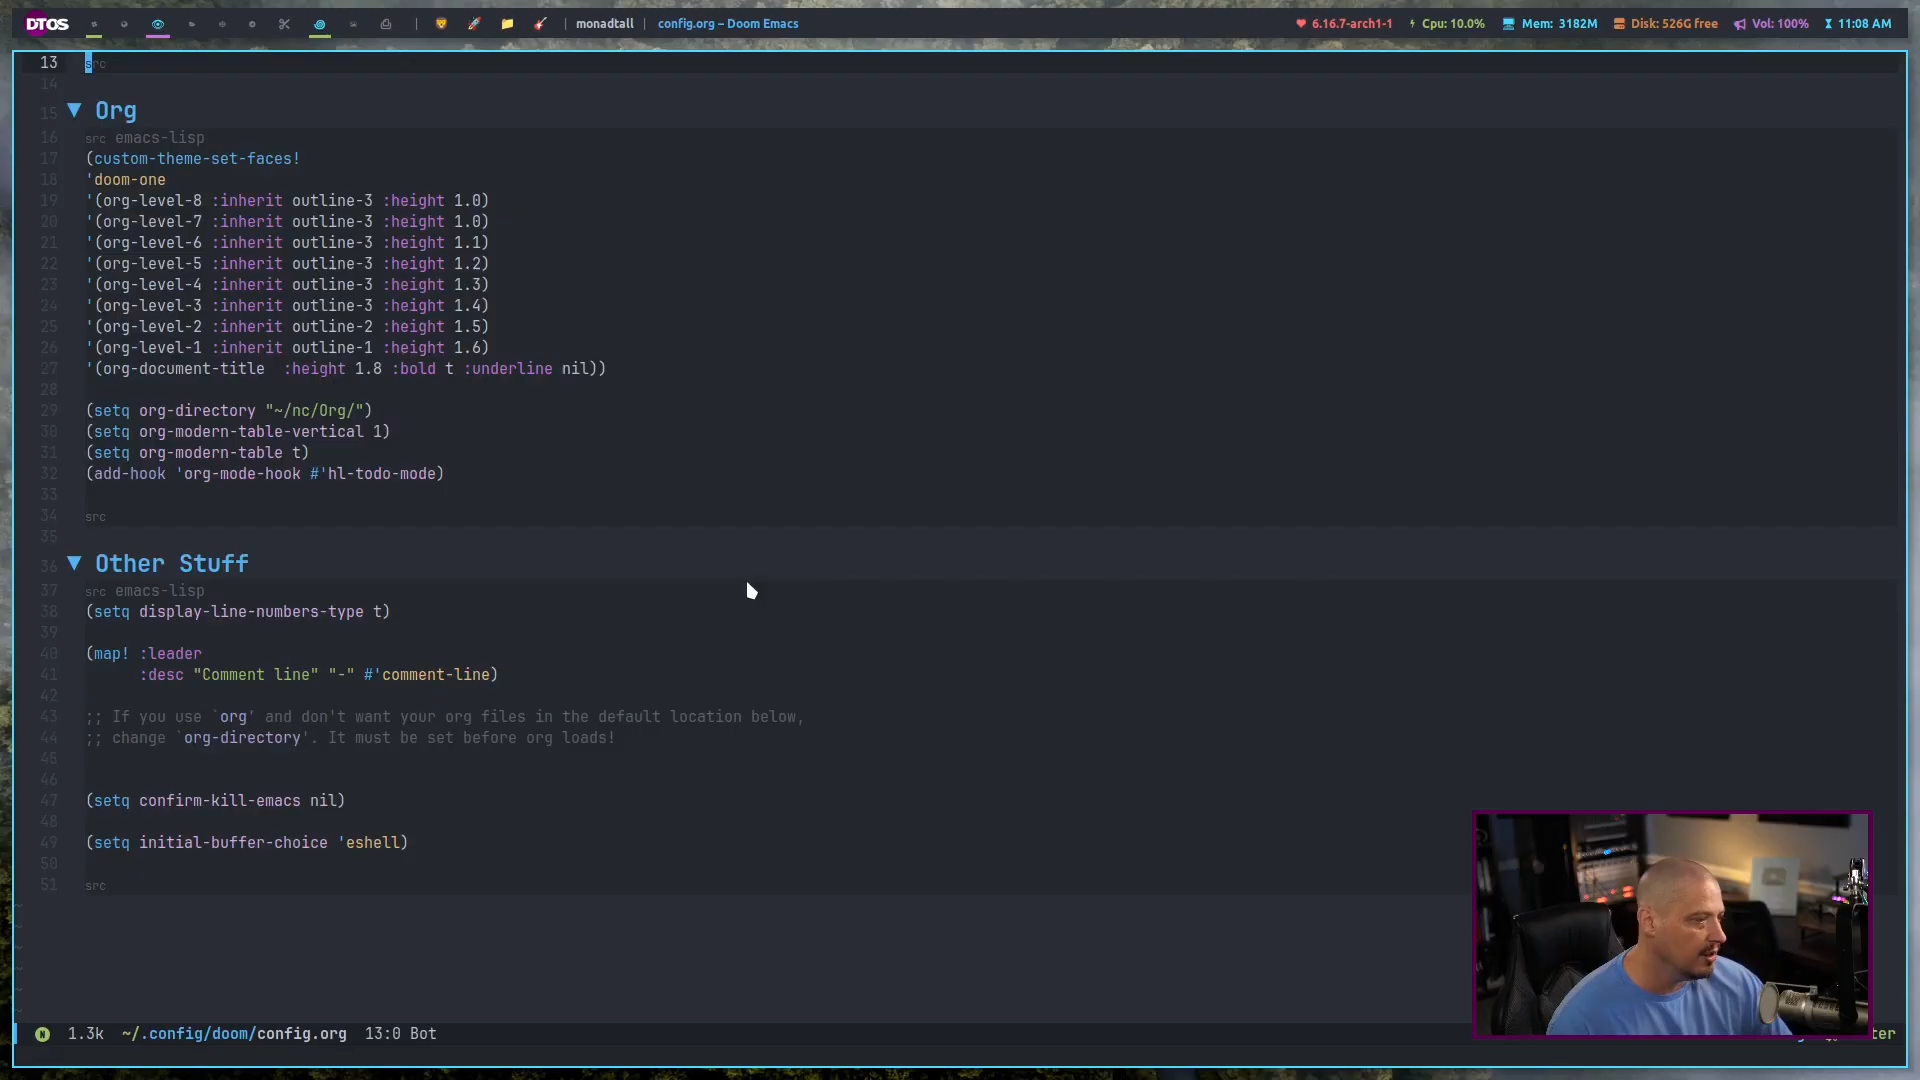 DTOS | monadtall | config.org – Doom Emacs 6.16.7-arch1-1 Cpu: 10.0% Mem: 3182M Disk: 526G free Vol: 100% 11:08 AM
13 src
14
15 ▼ Org
16 src emacs-lisp
17 (custom-theme-set-faces!
18 'doom-one
19 '(org-level-8 :inherit outline-3 :height 1.0)
20 '(org-level-7 :inherit outline-3 :height 1.0)
21 '(org-level-6 :inherit outline-3 :height 1.1)
22 '(org-level-5 :inherit outline-3 :height 1.2)
23 '(org-level-4 :inherit outline-3 :height 1.3)
24 '(org-level-3 :inherit outline-3 :height 1.4)
25 '(org-level-2 :inherit outline-2 :height 1.5)
26 '(org-level-1 :inherit outline-1 :height 1.6)
27 '(org-document-title  :height 1.8 :bold t :underline nil))
28
29 (setq org-directory "~/nc/Org/")
30 (setq org-modern-table-vertical 1)
31 (setq org-modern-table t)
32 (add-hook 'org-mode-hook #'hl-todo-mode)
33
34 src
35
36 ▼ Other Stuff
37 src emacs-lisp
38 (setq display-line-numbers-type t)
39
40 (map! :leader
41       :desc "Comment line" "-" #'comment-line)
42
43 ;; If you use `org' and don't want your org files in the default location below,
44 ;; change `org-directory'. It must be set before org loads!
45
46
47 (setq confirm-kill-emacs nil)
48
49 (setq initial-buffer-choice 'eshell)
50
51 src
N 1.3k ~/.config/doom/config.org 13:0 Bot